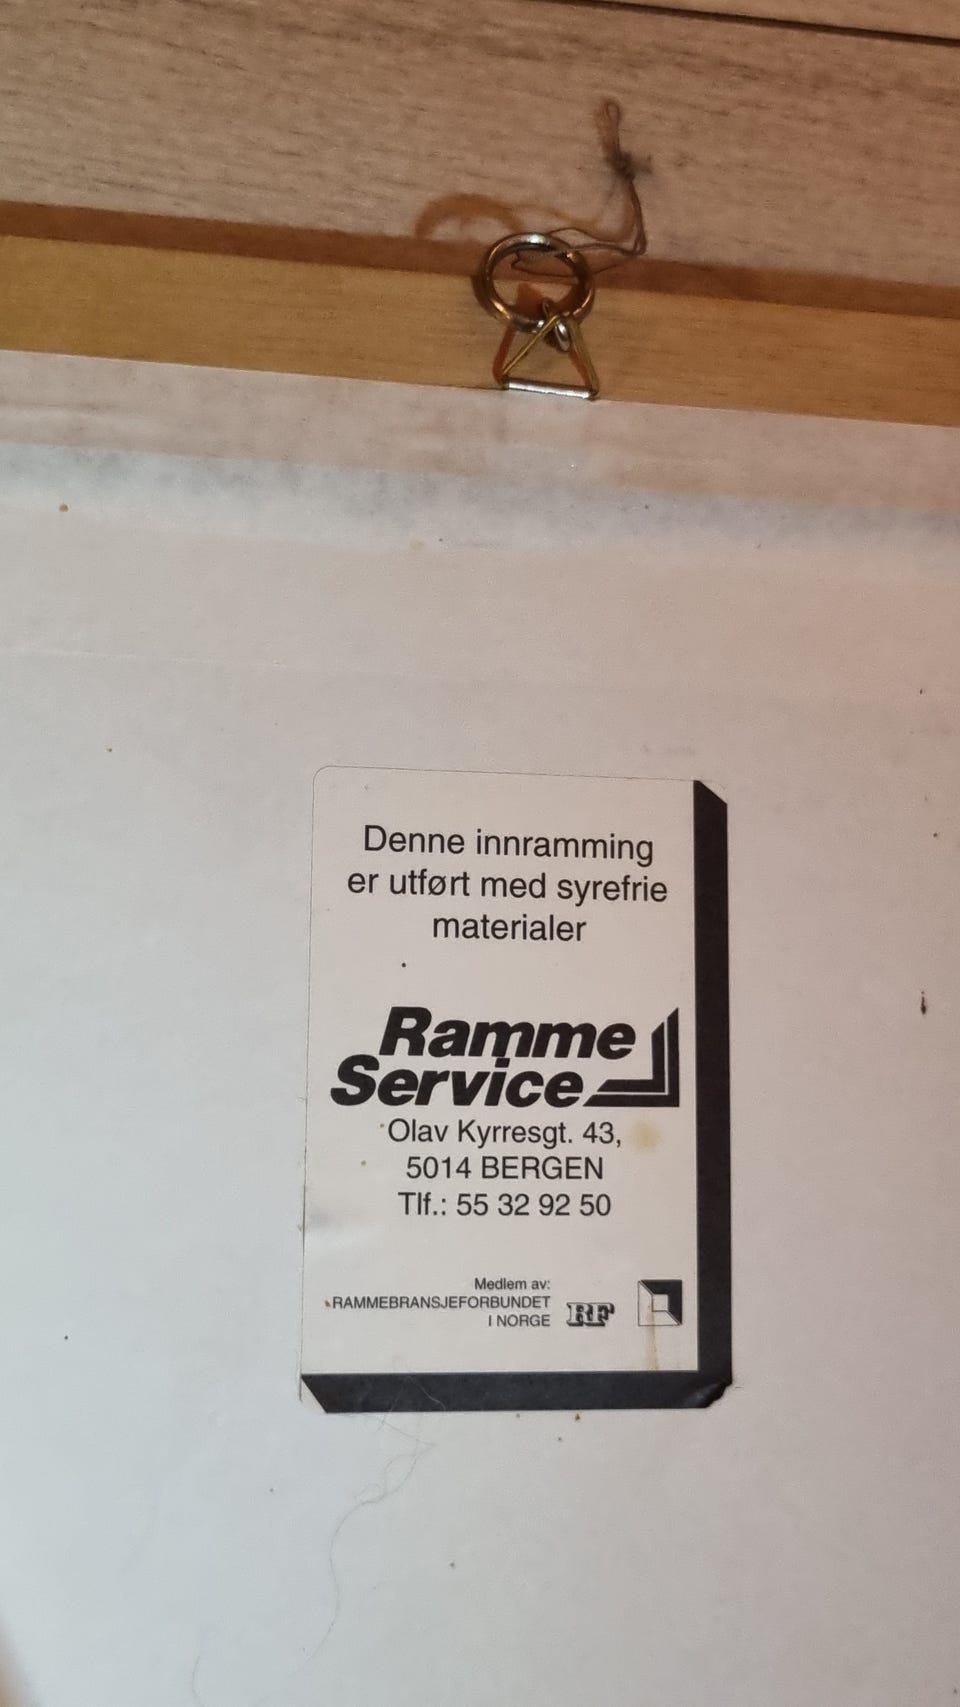 Denne innramming
er utført med syrefrie
materialer
Ramme
Service
Olav Kyrresgt. 43,
5014 BERGEN
Tlf.: 55 32 92 50
Medlem av:
RAMMEBRANSJEFORBUNDET
I NORGE
RF